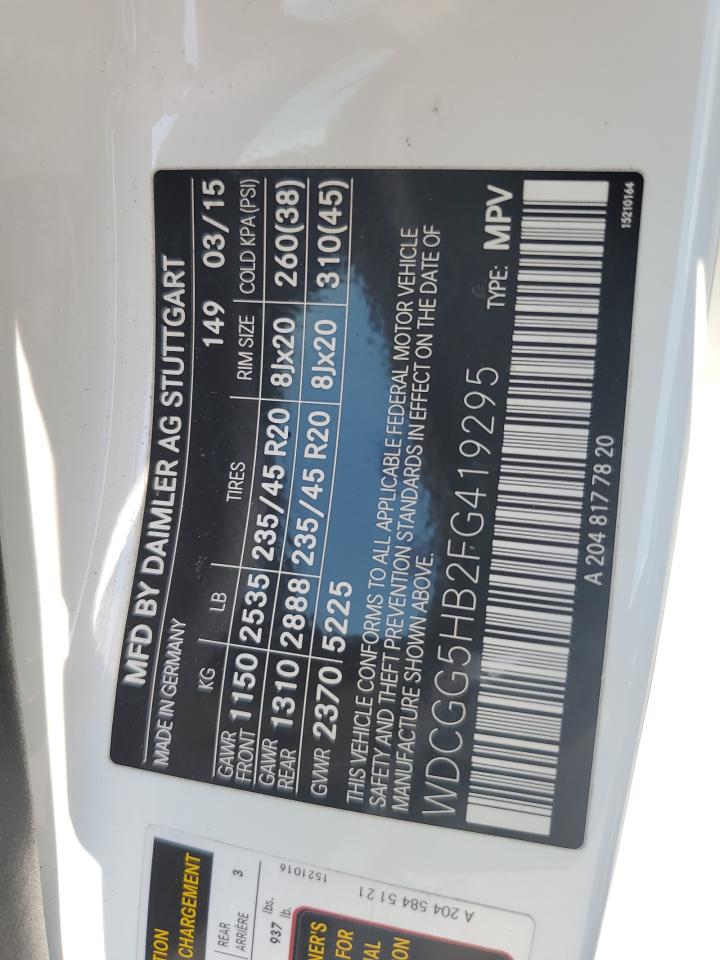 MFD BY DAIMLER AG STUTTGART
MADE IN GERMANY 149 03/15
KG LB TIRES RIM SIZE COLD KPA (PSI)
GAWR FRONT 1150 2535 235/45 R20 8Jx20 260(38)
GAWR REAR 1310 2888 235/45 R20 8Jx20 310(45)
GVWR 2370 5225
THIS VEHICLE CONFORMS TO ALL APPLICABLE FEDERAL MOTOR VEHICLE
SAFETY AND THEFT PREVENTION STANDARDS IN EFFECT ON THE DATE OF
MANUFACTURE SHOWN ABOVE.
WDCGG5HB2FG419295 TYPE: MPV
A 204 817 78 20
15210164
CHARGEMENT
REAR
ARRIÈRE 3
937 lbs.
lb.
1521016
A 204 584 51 21
FOR